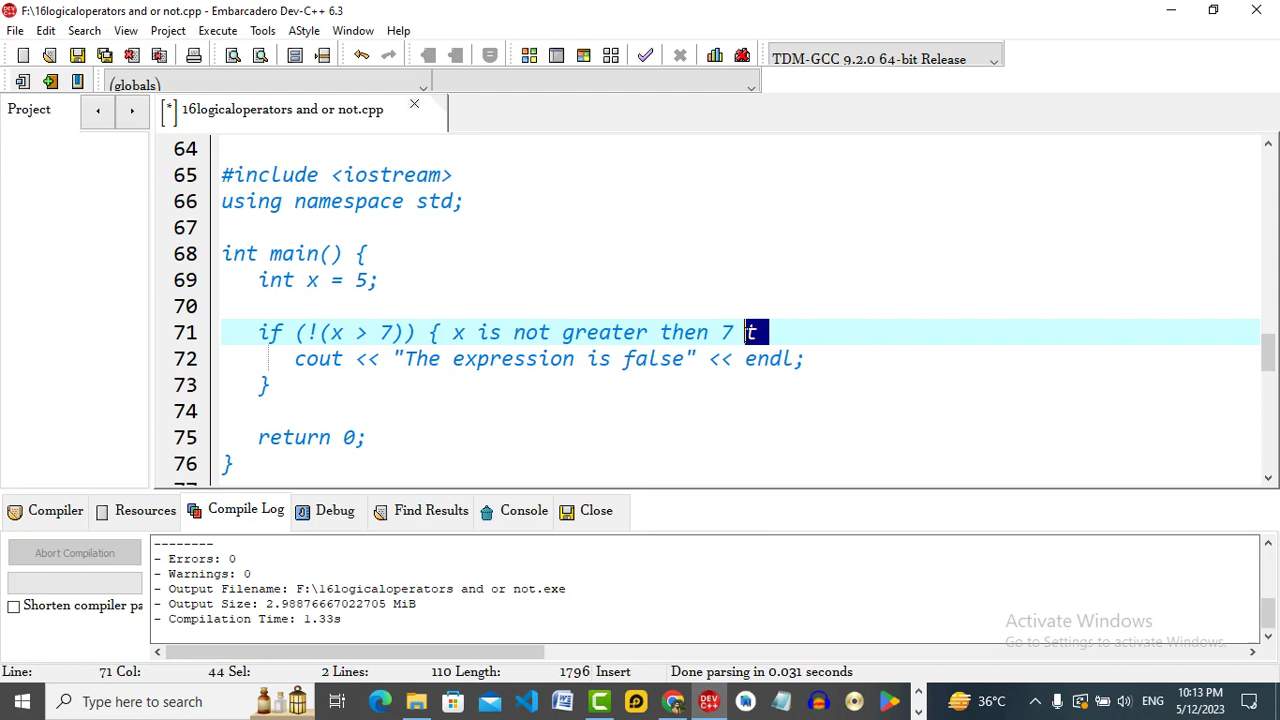 F:\16logicaloperators and or not.cpp - Embarcadero Dev-C++ 6.3
File Edit Search View Project Execute Tools AStyle Window Help
TDM-GCC 9.2.0 64-bit Release
(globals)
Project
[*] 16logicaloperators and or not.cpp
64
65 #include <iostream>
66 using namespace std;
67
68 int main() {
69 int x = 5;
70
71 if (!(x > 7)) { x is not greater then 7 t
72 cout << "The expression is false" << endl;
73 }
74
75 return 0;
76 }
Compiler Resources Compile Log Debug Find Results Console Close
Abort Compilation
Shorten compiler pa
--------
- Errors: 0
- Warnings: 0
- Output Filename: F:\16logicaloperators and or not.exe
- Output Size: 2.98876667022705 MiB
- Compilation Time: 1.33s
Activate Windows
Go to Settings to activate Windows.
Line: 71 Col: 44 Sel: 2 Lines: 110 Length: 1796 Insert Done parsing in 0.031 seconds
Type here to search
36°C
ENG
10:13 PM
5/12/2023